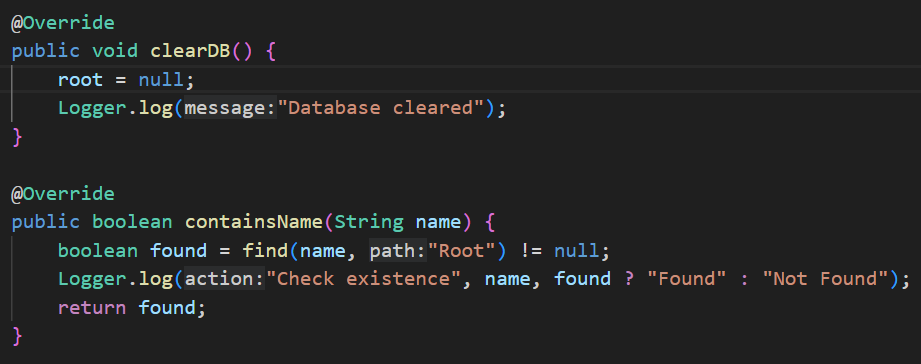 @Override
public void clearDB() {
root = null;
Logger.log(message:"Database cleared");
}
@Override
public boolean containsName(String name) {
boolean found = find(name, path:"Root") != null;
Logger.log(action:"Check existence", name, found ? "Found" : "Not Found");
return found;
}